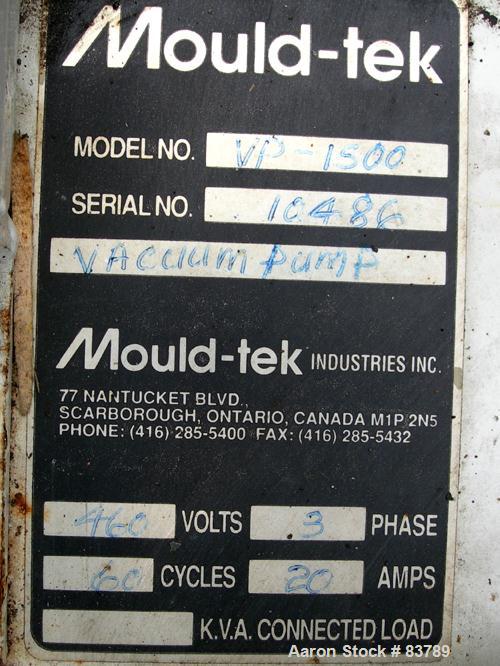 Mould-tek
MODEL NO. VP-1500
SERIAL NO. 10486
VACUUM PUMP
Mould-tek INDUSTRIES INC.
77 NANTUCKET BLVD.,
SCARBOROUGH, ONTARIO, CANADA M1P 2N5
PHONE: (416) 285-5400 FAX: (416) 285-5432
460 VOLTS 3 PHASE
60 CYCLES 20 AMPS
K.V.A. CONNECTED LOAD
Aaron Stock # 83789